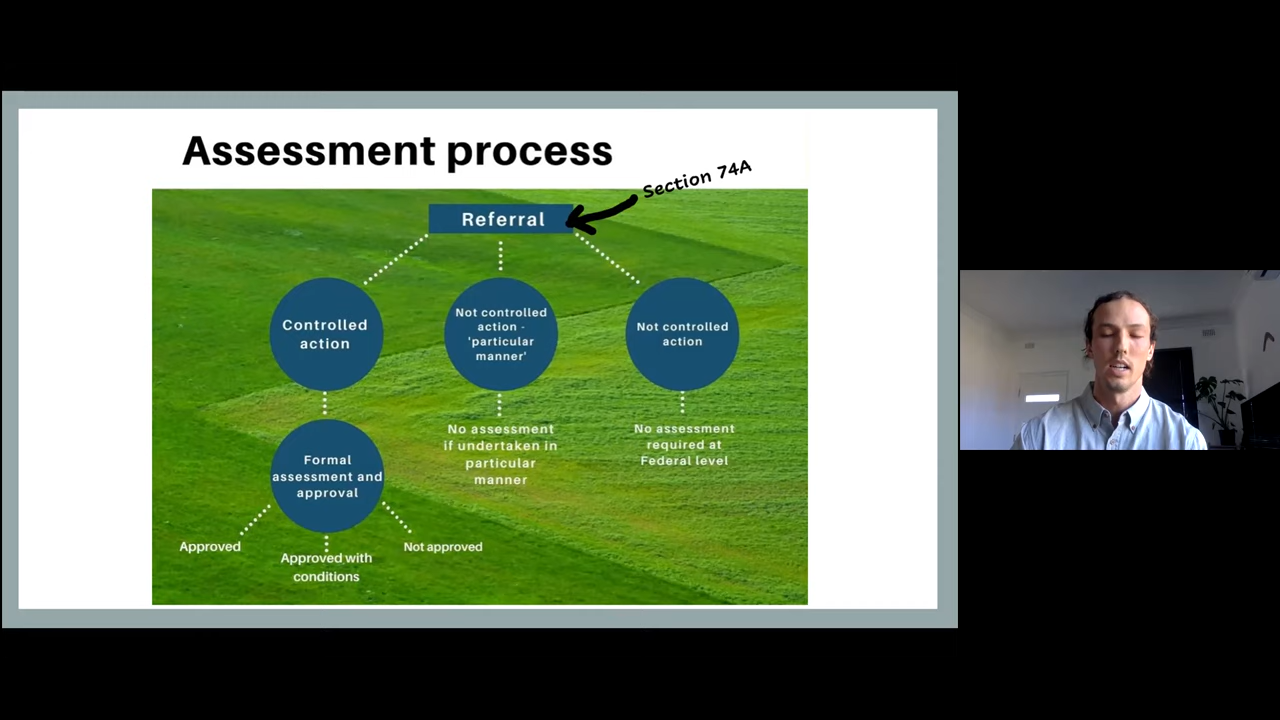 Assessment process
Section 74A
Referral
Controlled
action
Not controlled
action -
'particular
manner'
Not controlled
action
No assessment
if undertaken in
particular
manner
No assessment
required at
Federal level
Formal
assessment and
approval
Approved
Approved with
conditions
Not approved